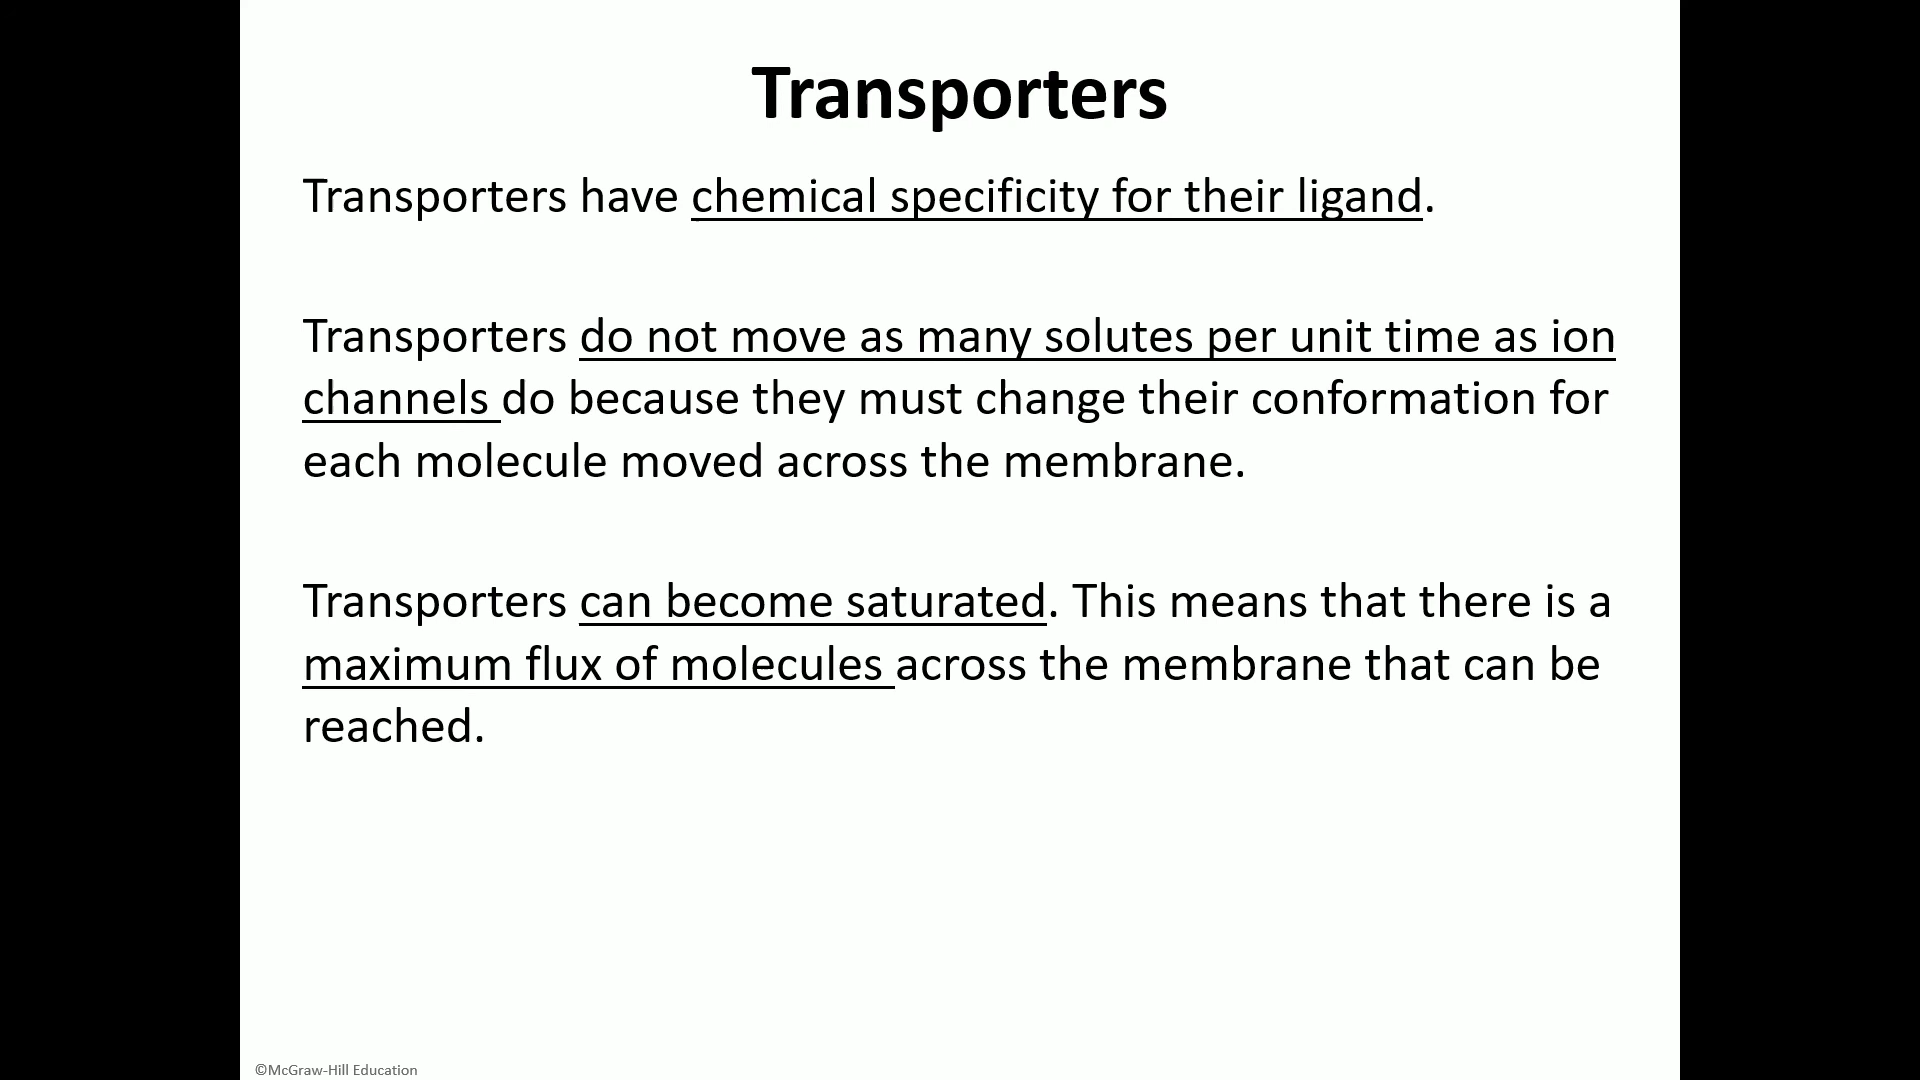 Transporters
Transporters have chemical specificity for their ligand.
Transporters do not move as many solutes per unit time as ion
channels do because they must change their conformation for
each molecule moved across the membrane.
Transporters can become saturated. This means that there is a
maximum flux of molecules across the membrane that can be
reached.
©McGraw-Hill Education